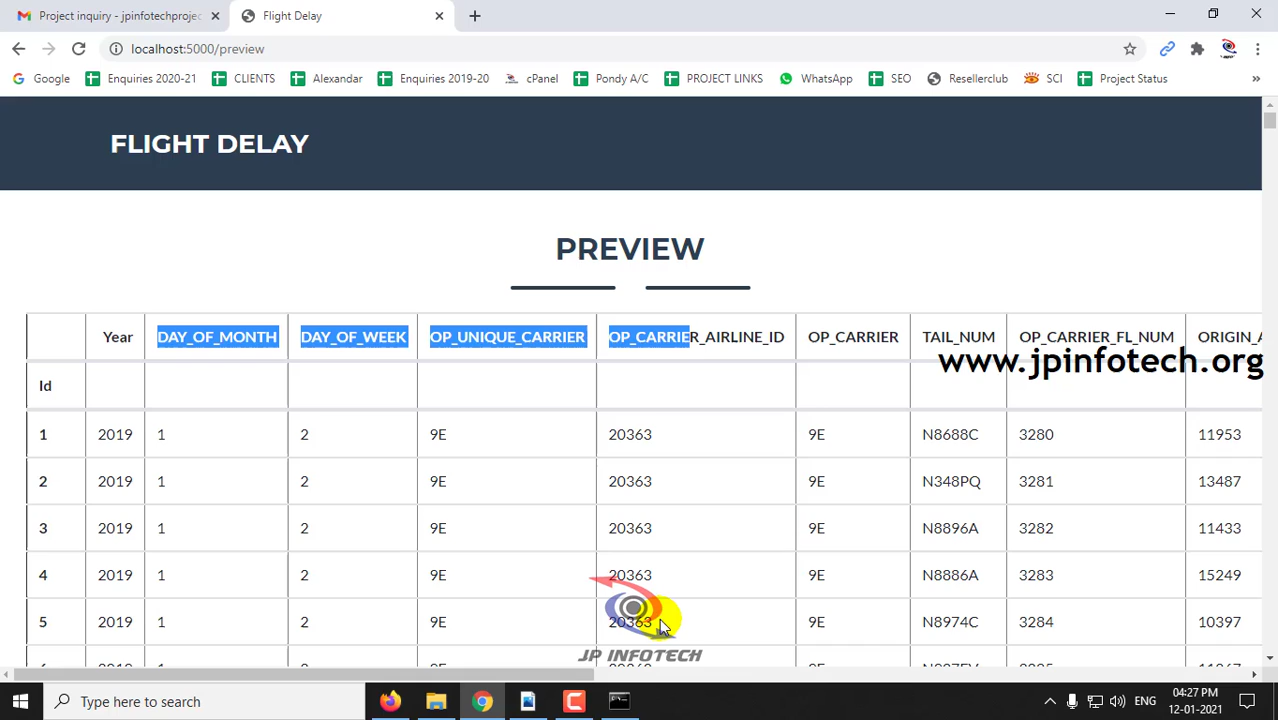 Project inquiry - jpinfotechprojec
Flight Delay
localhost:5000/preview
Google Enquiries 2020-21 CLIENTS Alexandar Enquiries 2019-20 cPanel Pondy A/C PROJECT LINKS WhatsApp SEO Resellerclub SCI Project Status »
FLIGHT DELAY
PREVIEW
Year DAY_OF_MONTH DAY_OF_WEEK OP_UNIQUE_CARRIER OP_CARRIER_AIRLINE_ID OP_CARRIER TAIL_NUM OP_CARRIER_FL_NUM ORIGIN_A
www.jpinfotech.org
Id
1 2019 1 2 9E 20363 9E N8688C 3280 11953
2 2019 1 2 9E 20363 9E N348PQ 3281 13487
3 2019 1 2 9E 20363 9E N8896A 3282 11433
4 2019 1 2 9E 20363 9E N8886A 3283 15249
5 2019 1 2 9E 20363 9E N8974C 3284 10397
JP INFOTECH
Type here to search
ENG
04:27 PM
12-01-2021